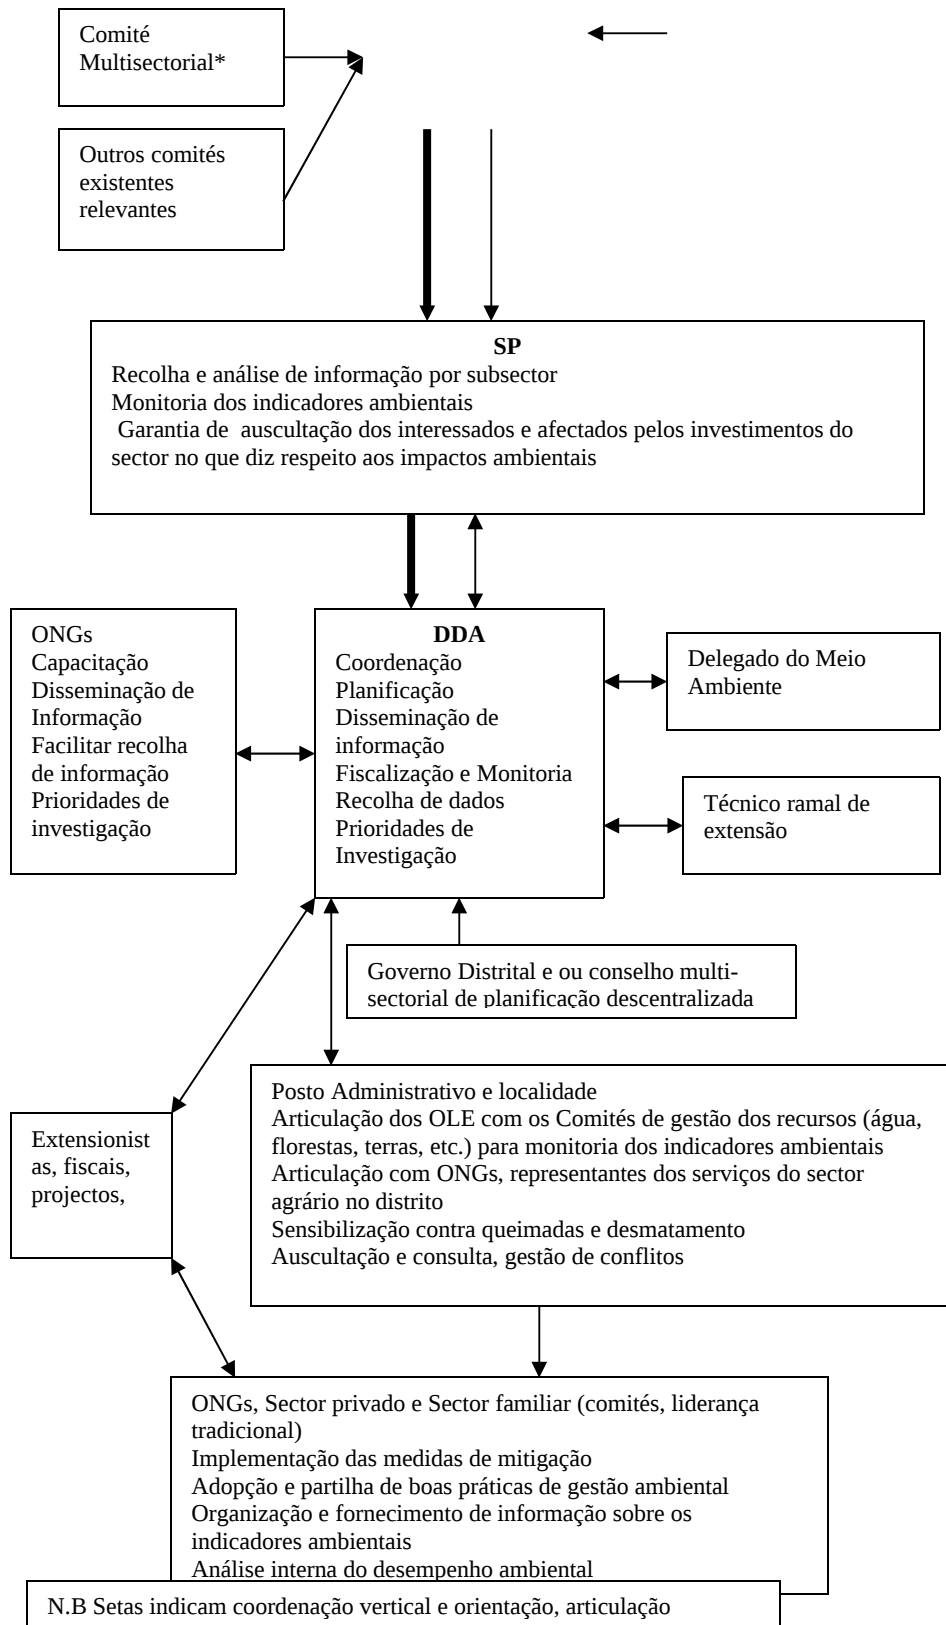 Comité
Multisectorial*
Outros comités
existentes
relevantes
SP
Recolha e análise de informação por subsector
Monitoria dos indicadores ambientais
Garantia de auscultação dos interessados e afectados pelos investimentos do
sector no que diz respeito aos impactos ambientais
ONGs
Capacitação
Disseminação de
Informação
Facilitar recolha
de informação
Prioridades de
investigação
DDA
Coordenação
Planificação
Disseminação de
informação
Fiscalização e Monitoria
Recolha de dados
Prioridades de
Investigação
Delegado do Meio
Ambiente
Técnico ramal de
extensão
Governo Distrital e ou conselho multi-
sectorial de planificação descentralizada
Posto Administrativo e localidade
Articulação dos OLE com os Comités de gestão dos recursos (água,
florestas, terras, etc.) para monitoria dos indicadores ambientais
Articulação com ONGs, representantes dos serviços do sector
agrário no distrito
Sensibilização contra queimadas e desmatamento
Auscultação e consulta, gestão de conflitos
Extensionist
as, fiscais,
projectos,
ONGs, Sector privado e Sector familiar (comités, liderança
tradicional)
Implementação das medidas de mitigação
Adopção e partilha de boas práticas de gestão ambiental
Organização e fornecimento de informação sobre os
indicadores ambientais
Análise interna do desempenho ambiental
N.B Setas indicam coordenação vertical e orientação, articulação